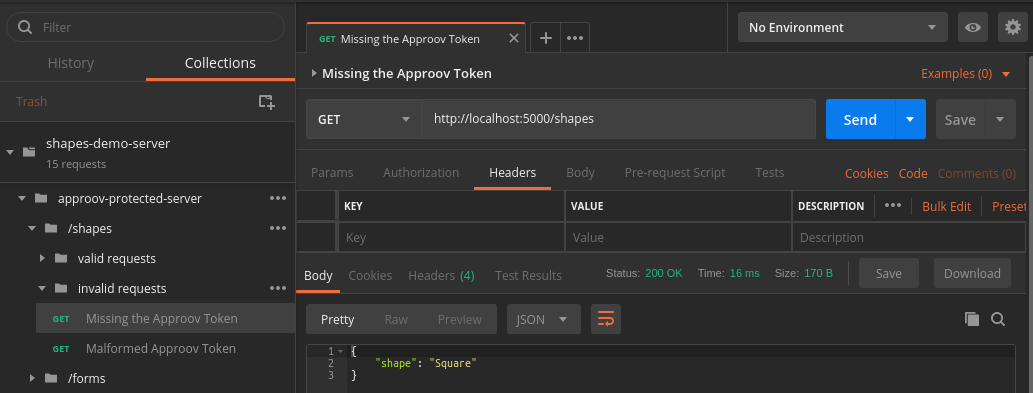 Filter
History Collections
Trash
shapes-demo-server
15 requests
approov-protected-server
/shapes
valid requests
invalid requests
GET Missing the Approov Token
GET Malformed Approov Token
/forms
GET Missing the Approov Token
No Environment
Missing the Approov Token
Examples (0)
GET http://localhost:5000/shapes Send Save
Params Authorization Headers Body Pre-request Script Tests Cookies Code Comments (0)
KEY VALUE DESCRIPTION Bulk Edit Preset
Key Value Description
Body Cookies Headers (4) Test Results Status: 200 OK Time: 16 ms Size: 170 B Save Download
Pretty Raw Preview JSON
1 {
2 "shape": "Square"
3 }